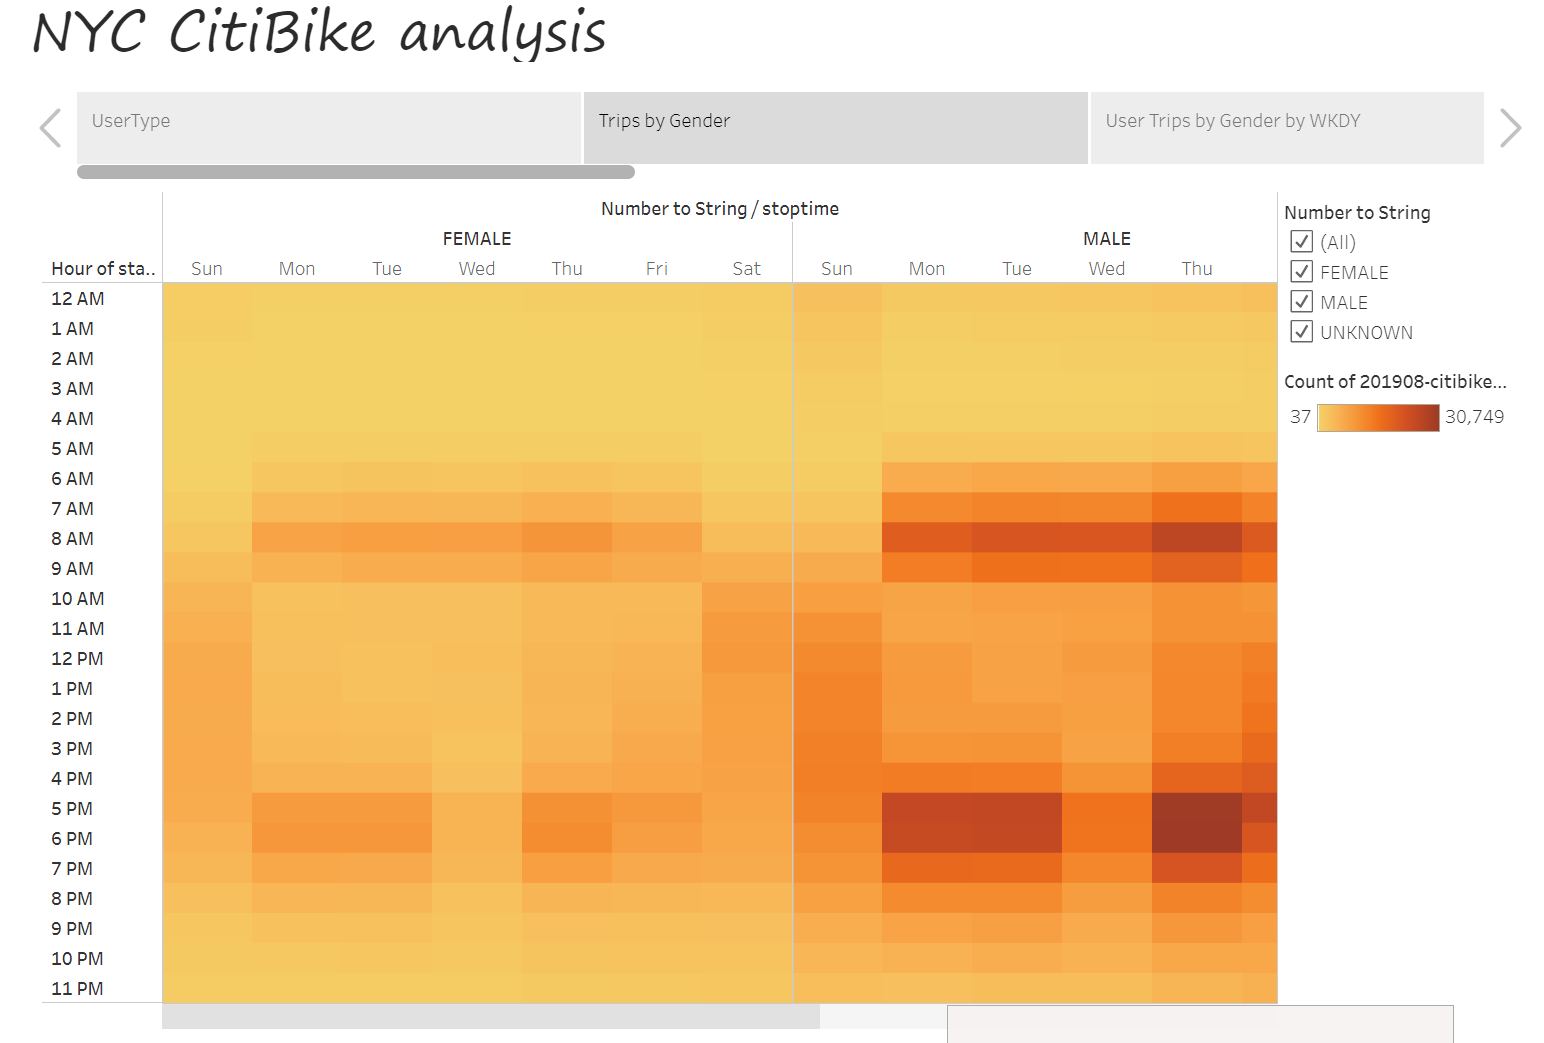 NYC CitiBike analysis
UserType
Trips by Gender
User Trips by Gender by WKDY
Number to String / stoptime
FEMALE MALE
Hour of sta.. Sun Mon Tue Wed Thu Fri Sat Sun Mon Tue Wed Thu
12 AM
1 AM
2 AM
3 AM
4 AM
5 AM
6 AM
7 AM
8 AM
9 AM
10 AM
11 AM
12 PM
1 PM
2 PM
3 PM
4 PM
5 PM
6 PM
7 PM
8 PM
9 PM
10 PM
11 PM
Number to String
(All)
FEMALE
MALE
UNKNOWN
Count of 201908-citibike...
37 30,749